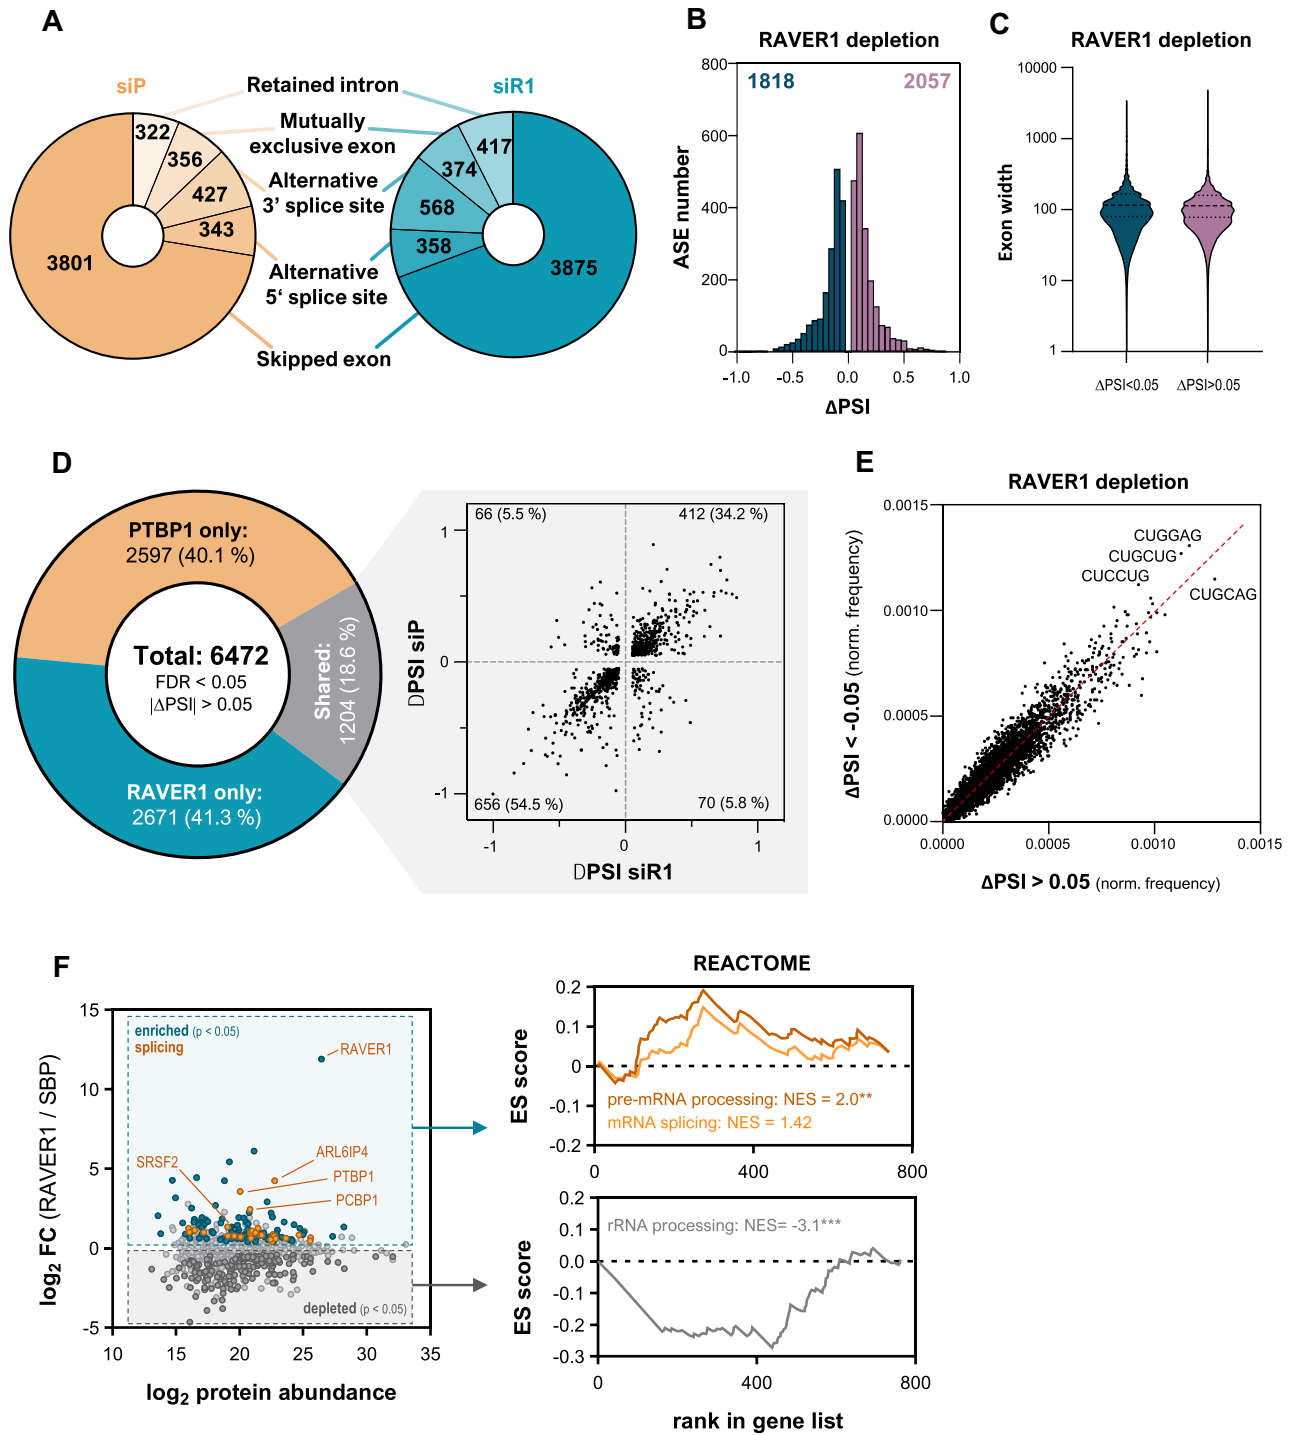 A
siP
siR1
Retained intron
Mutually
exclusive exon
Alternative
3’ splice site
Alternative
5‘ splice site
Skipped exon
322
356
427
343
3801
417
374
568
358
3875
B
RAVER1 depletion
1818
2057
ASE number
800
600
400
200
0
-1.0
-0.5
0.0
0.5
1.0
ΔPSI
C
RAVER1 depletion
Exon width
10000
1000
100
10
1
ΔPSI<0.05
ΔPSI>0.05
D
PTBP1 only:
2597 (40.1 %)
Total: 6472
FDR < 0.05
|ΔPSI| > 0.05
Shared:
1204 (18.6 %)
RAVER1 only:
2671 (41.3 %)
66 (5.5 %)
412 (34.2 %)
656 (54.5 %)
70 (5.8 %)
DPSI siP
1
0
-1
-1
0
1
DPSI siR1
E
RAVER1 depletion
CUGGAG
CUGCUG
CUCCUG
CUGCAG
ΔPSI < -0.05 (norm. frequency)
0.0015
0.0010
0.0005
0.0000
0.0000
0.0005
0.0010
0.0015
ΔPSI > 0.05 (norm. frequency)
F
log2 FC (RAVER1 / SBP)
15
10
5
0
-5
enriched (p < 0.05)
splicing
RAVER1
SRSF2
ARL6IP4
PTBP1
PCBP1
depleted (p < 0.05)
10
15
20
25
30
35
log2 protein abundance
REACTOME
ES score
0.2
0.1
0
-0.1
-0.2
pre-mRNA processing: NES = 2.0**
mRNA splicing: NES = 1.42
0
400
800
ES score
0.2
0.1
0.0
-0.1
-0.2
-0.3
rRNA processing: NES= -3.1***
0
400
800
rank in gene list